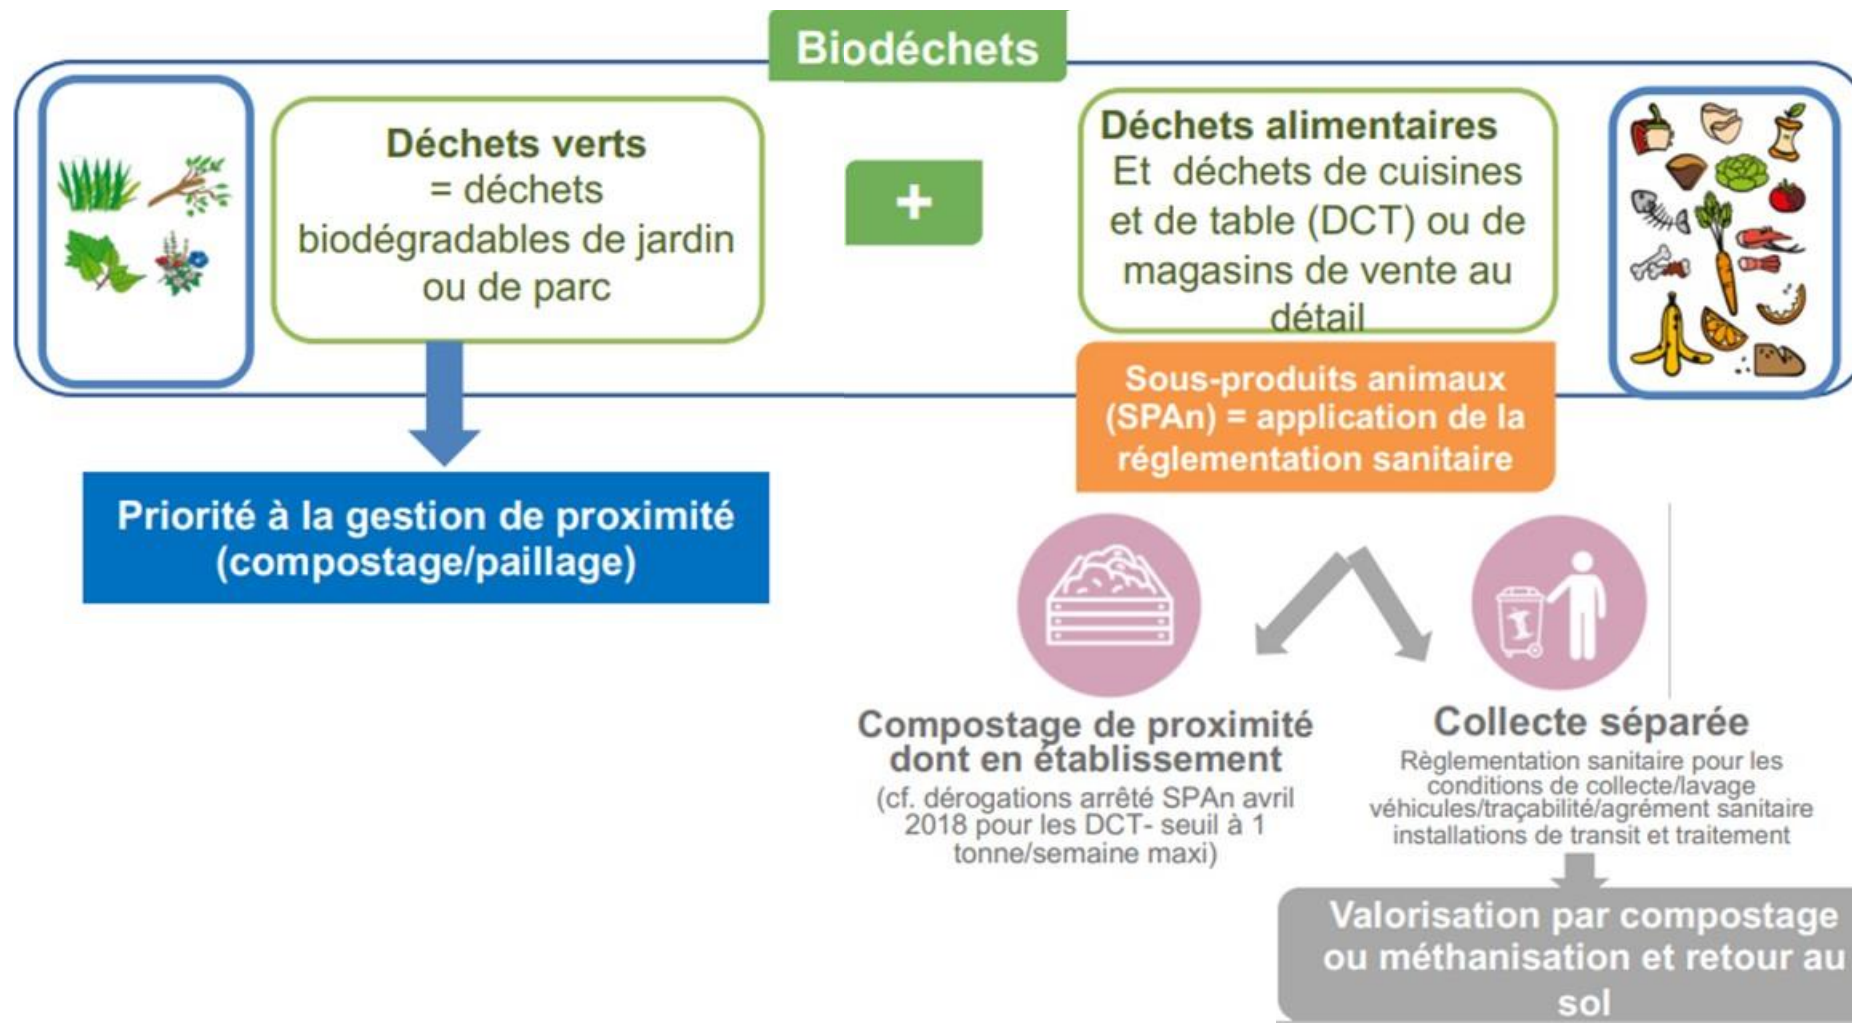 Biodéchets
Déchets verts
= déchets
biodégradables de jardin
ou de parc
+
Déchets alimentaires
Et déchets de cuisines
et de table (DCT) ou de
magasins de vente au
détail
Sous-produits animaux
(SPAn) = application de la
réglementation sanitaire
Priorité à la gestion de proximité
(compostage/paillage)
Compostage de proximité
dont en établissement
(cf. dérogations arrêté SPAn avril
2018 pour les DCT- seuil à 1
tonne/semaine maxi)
Collecte séparée
Règlementation sanitaire pour les
conditions de collecte/lavage
véhicules/traçabilité/agrément sanitaire
installations de transit et traitement
Valorisation par compostage
ou méthanisation et retour au
sol